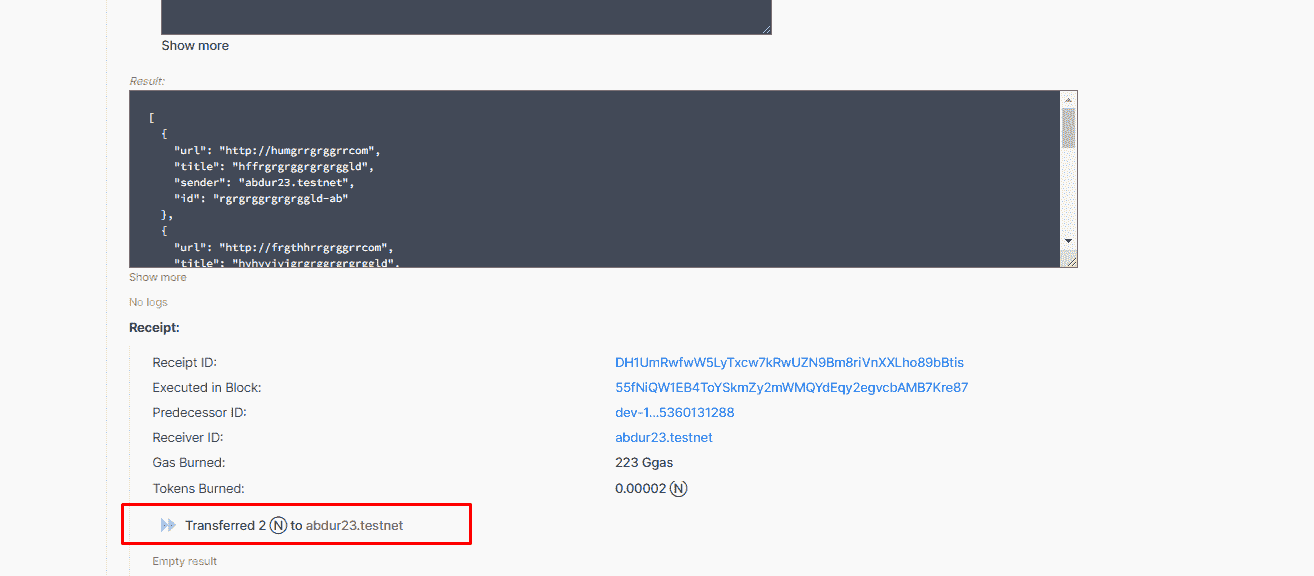 Show more
Result:
[
{
"url": "http://humgrrgrggrrcom",
"title": "hffrgrgrggrgrgrggld",
"sender": "abdur23.testnet",
"id": "rgrgrggrgrgrggld-ab"
},
{
"url": "http://frgthhrrgrggrrcom",
"title": "hyhyyjyjgrgrggrgrgrggld",
Show more
No logs
Receipt:
Receipt ID: DH1UmRwfwW5LyTxcw7kRwUZN9Bm8riVnXXLho89bBtis
Executed in Block: 55fNiQW1EB4ToYSkmZy2mWMQYdEqy2egvcbAMB7Kre87
Predecessor ID: dev-1...5360131288
Receiver ID: abdur23.testnet
Gas Burned: 223 Ggas
Tokens Burned: 0.00002 Ⓝ
Transferred 2 Ⓝ to abdur23.testnet
Empty result